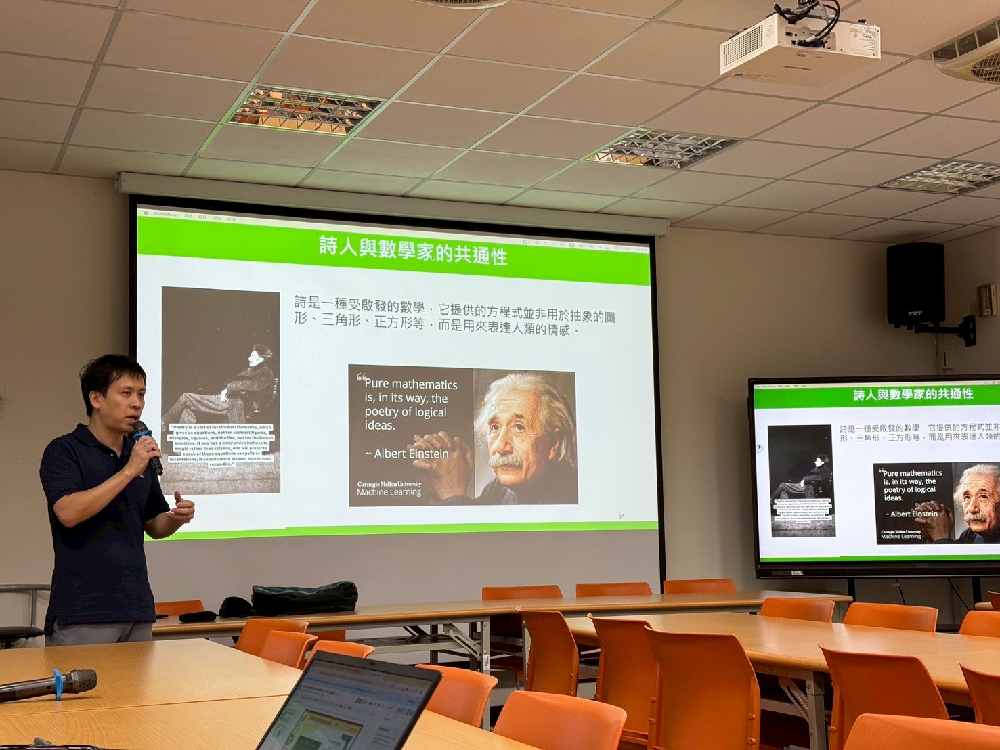 PowerPoint
詩人與數學家的共通性
詩是一種受啟發的數學，它提供的方程式並非用於抽象的圖
形、三角形、正方形等，而是用來表達人類的情感。
"Poetry is a sort of inspired mathematics, which
gives us equations, not for abstract figures,
triangles, squares, and the like, but for the human
emotions. If one has a mind which inclines to
magic rather than science, one will prefer to
speak of these equations as spells or
incantations; it sounds more arcane, mysterious,
recondite."
“Pure mathematics
is, in its way, the
poetry of logical
ideas.
~ Albert Einstein
Carnegie Mellon University
Machine Learning
14
FBT
詩人與數學家的共通性
詩是一種受啟發的數學，它提供的方程式並非
形、三角形、正方形等，而是用來表達人類的
“Pure mathematics
is, in its way, the
poetry of logical
ideas.
~ Albert Einstein
Carnegie Mellon University
Machine Learning